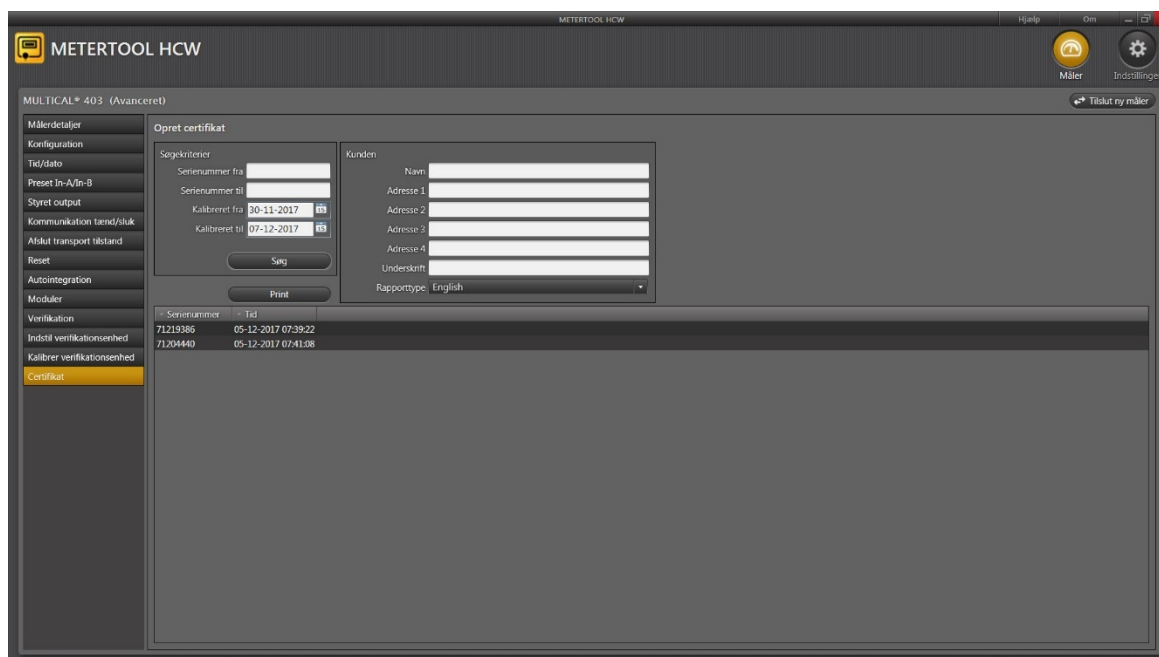 METERTOOL HCW
Hjælp
Om
METERTOOL HCW
Måler
Indstillinge
MULTICAL® 403 (Avanceret)
Tilslut ny måler
Målerdetaljer
Konfiguration
Tid/dato
Preset In-A/In-B
Styret output
Kommunikation tænd/sluk
Afslut transport tilstand
Reset
Autointegration
Moduler
Verifikation
Indstil verifikationsenhed
Kalibrer verifikationsenhed
Certifikat
Opret certifikat
Søgekriterier
Serienummer fra
Serienummer til
Kalibreret fra 30-11-2017 15
Kalibreret til 07-12-2017 15
Søg
Print
Kunden
Navn
Adresse 1
Adresse 2
Adresse 3
Adresse 4
Underskrift
Rapporttype English
Serienummer Tid
71219386 05-12-2017 07:39:22
71204440 05-12-2017 07:41:08